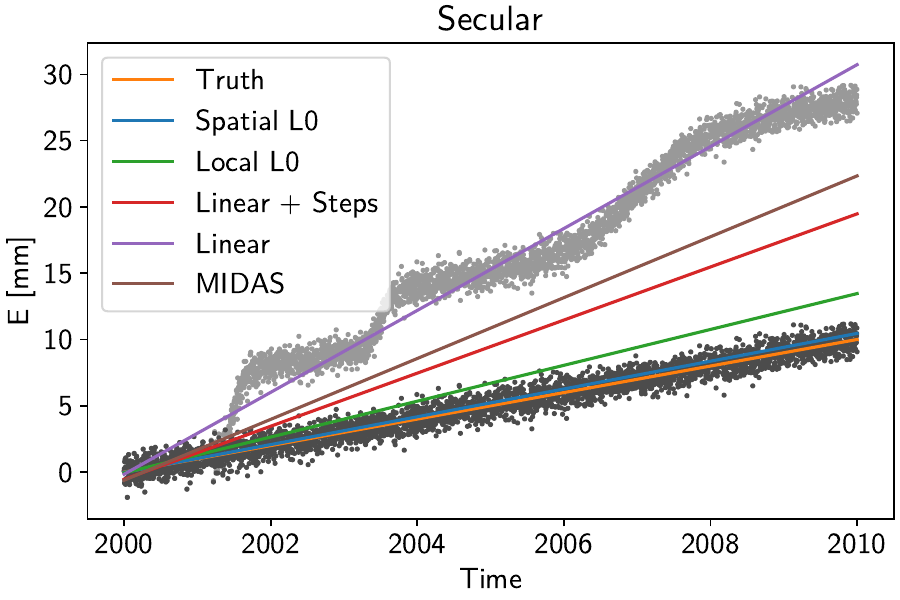 Secular
Truth
Spatial L0
Local L0
Linear + Steps
Linear
MIDAS
E [mm]
30
25
20
15
10
5
0
2000 2002 2004 2006 2008 2010
Time